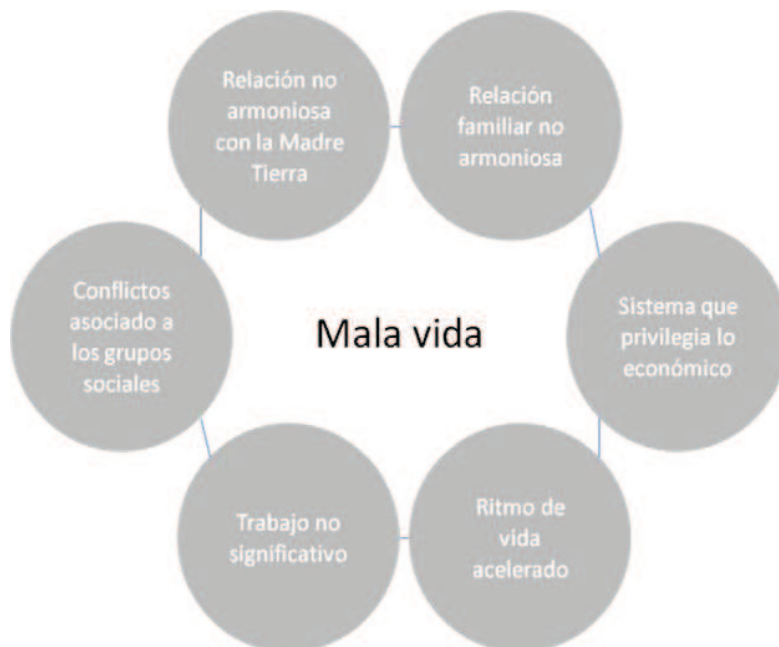 Relación no
armoniosa
con la Madre
Tierra
Relación
familiar no
armoniosa
Conflictos
asociado a
los grupos
sociales
Mala vida
Sistema que
privilegia lo
económico
Trabajo no
significativo
Ritmo de
vida
acelerado